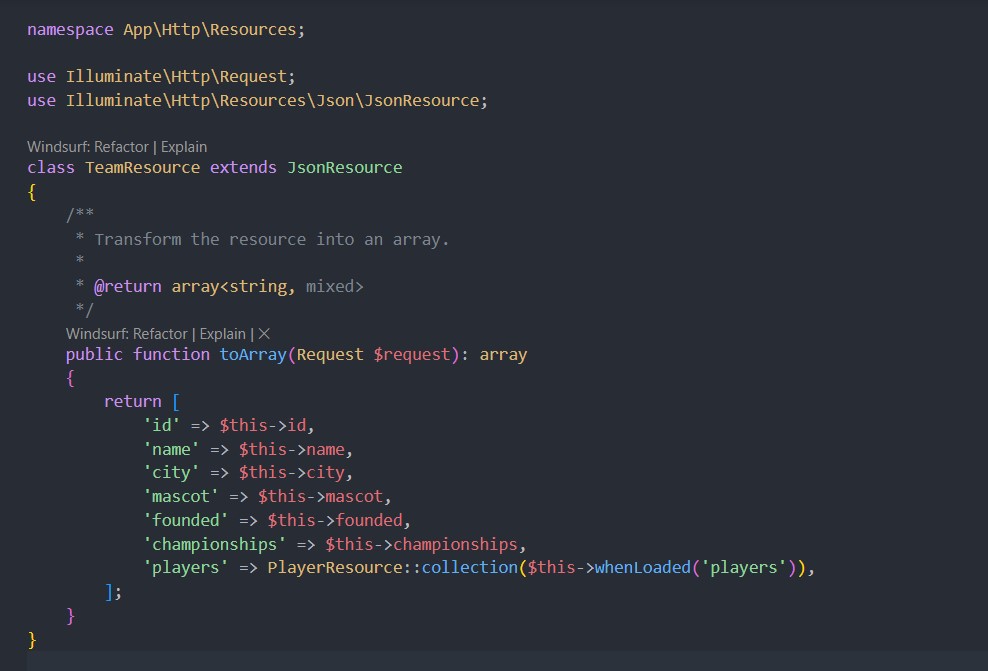 namespace App\Http\Resources;
use Illuminate\Http\Request;
use Illuminate\Http\Resources\Json\JsonResource;
Windsurf: Refactor | Explain
class TeamResource extends JsonResource
{
    /**
     * Transform the resource into an array.
     *
     * @return array<string, mixed>
     */
    Windsurf: Refactor | Explain | ×
    public function toArray(Request $request): array
    {
        return [
            'id' => $this->id,
            'name' => $this->name,
            'city' => $this->city,
            'mascot' => $this->mascot,
            'founded' => $this->founded,
            'championships' => $this->championships,
            'players' => PlayerResource::collection($this->whenLoaded('players')),
        ];
    }
}